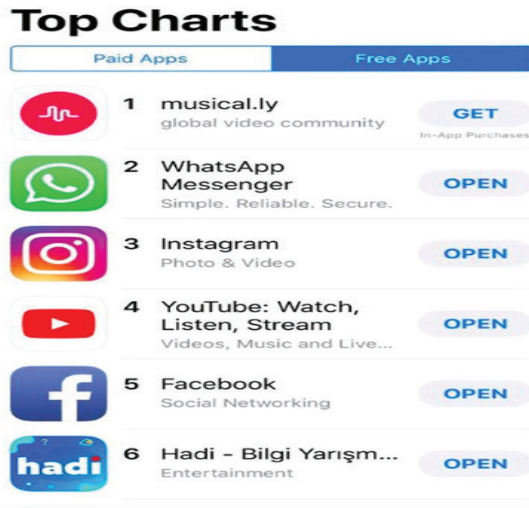 Top Charts
Paid Apps
Free Apps
1 musical.ly
global video community
GET
In-App Purchases
2 WhatsApp
Messenger
Simple. Reliable. Secure.
OPEN
3 Instagram
Photo & Video
OPEN
4 YouTube: Watch,
Listen, Stream
Videos, Music and Live...
OPEN
5 Facebook
Social Networking
OPEN
hadi
6 Hadi - Bilgi Yarışm...
Entertainment
OPEN